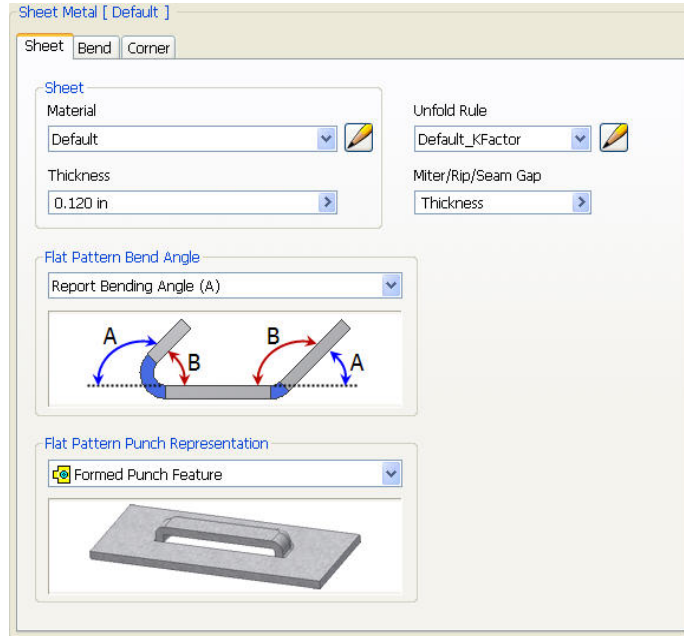 Sheet Metal [ Default ]
Sheet Bend Corner
Sheet
Material
Default
Unfold Rule
Default_KFactor
Thickness
0.120 in
Miter/Rip/Seam Gap
Thickness
Flat Pattern Bend Angle
Report Bending Angle (A)
A B B A
Flat Pattern Punch Representation
Formed Punch Feature